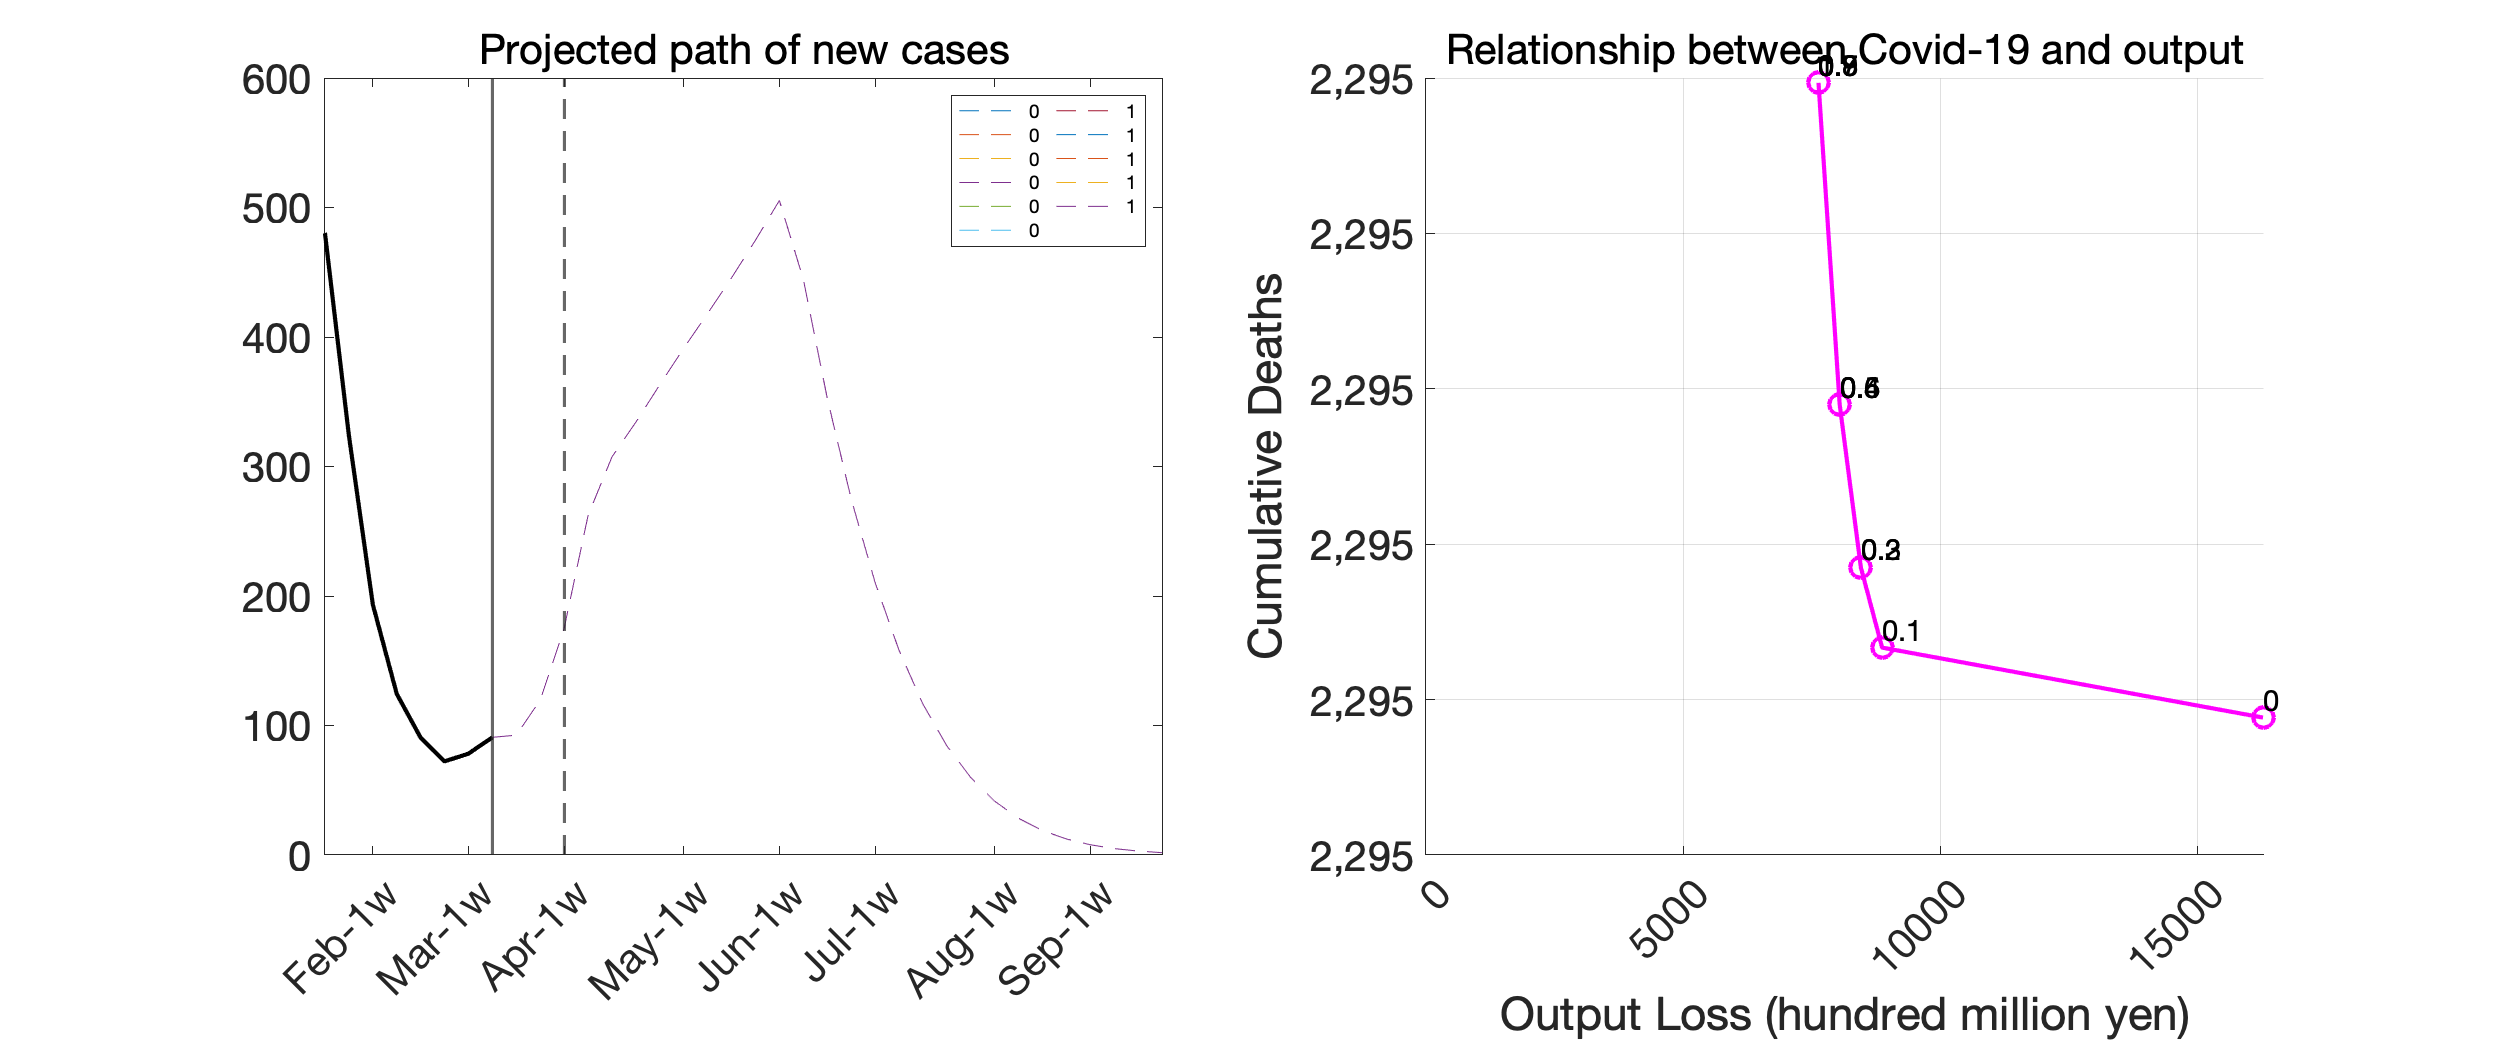 Projected path of new cases
600
500
400
300
200
100
0
0 1
0 1
0 1
0 1
0 1
0
Feb-1w
Mar-1w
Apr-1w
May-1w
Jun-1w
Jul-1w
Aug-1w
Sep-1w
Relationship between Covid-19 and output
Cumulative Deaths
2,295
2,295
2,295
2,295
2,295
2,295
0.1
0
0
5000
10000
15000
Output Loss (hundred million yen)